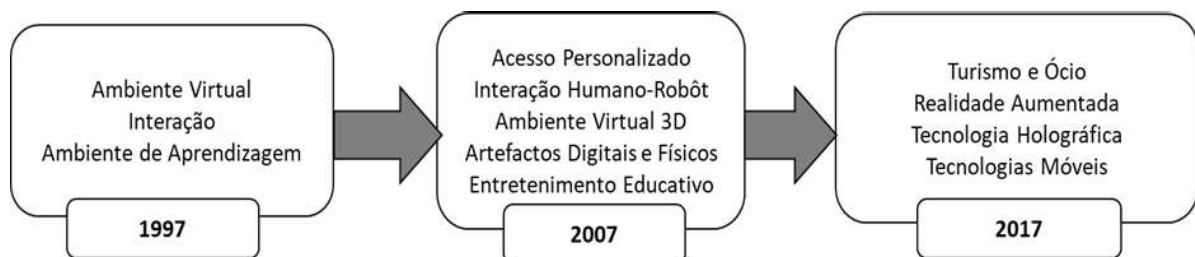 Ambiente Virtual
Interação
Ambiente de Aprendizagem
1997
Acesso Personalizado
Interação Humano-Robôt
Ambiente Virtual 3D
Artefactos Digitais e Físicos
Entretenimento Educativo
2007
Turismo e Ócio
Realidade Aumentada
Tecnologia Holográfica
Tecnologias Móveis
2017